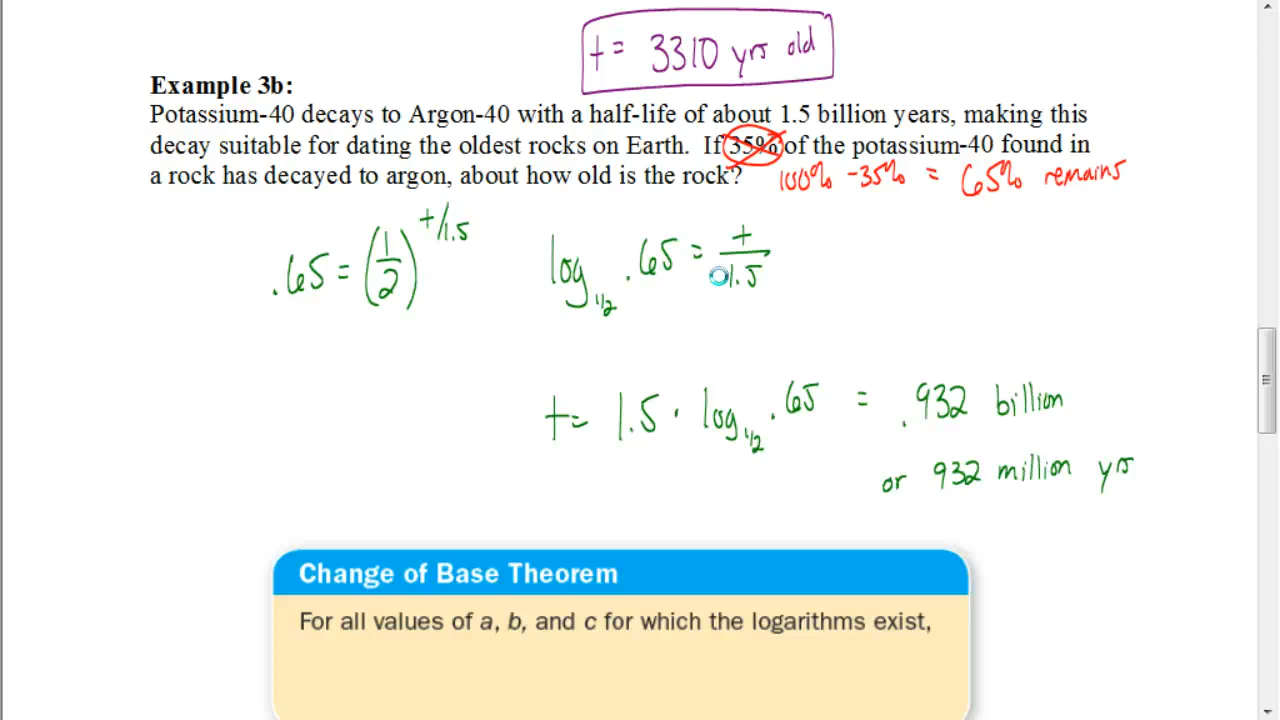 t = 3310 yrs old
Example 3b:
Potassium-40 decays to Argon-40 with a half-life of about 1.5 billion years, making this
decay suitable for dating the oldest rocks on Earth. If 35% of the potassium-40 found in
a rock has decayed to argon, about how old is the rock?
100% - 35% = 65% remains
.65 = (1/2)^t/1.5
log 1/2 .65 = t/1.5
t = 1.5 · log 1/2 .65 = .932 billion
or 932 million yrs
Change of Base Theorem
For all values of a, b, and c for which the logarithms exist,